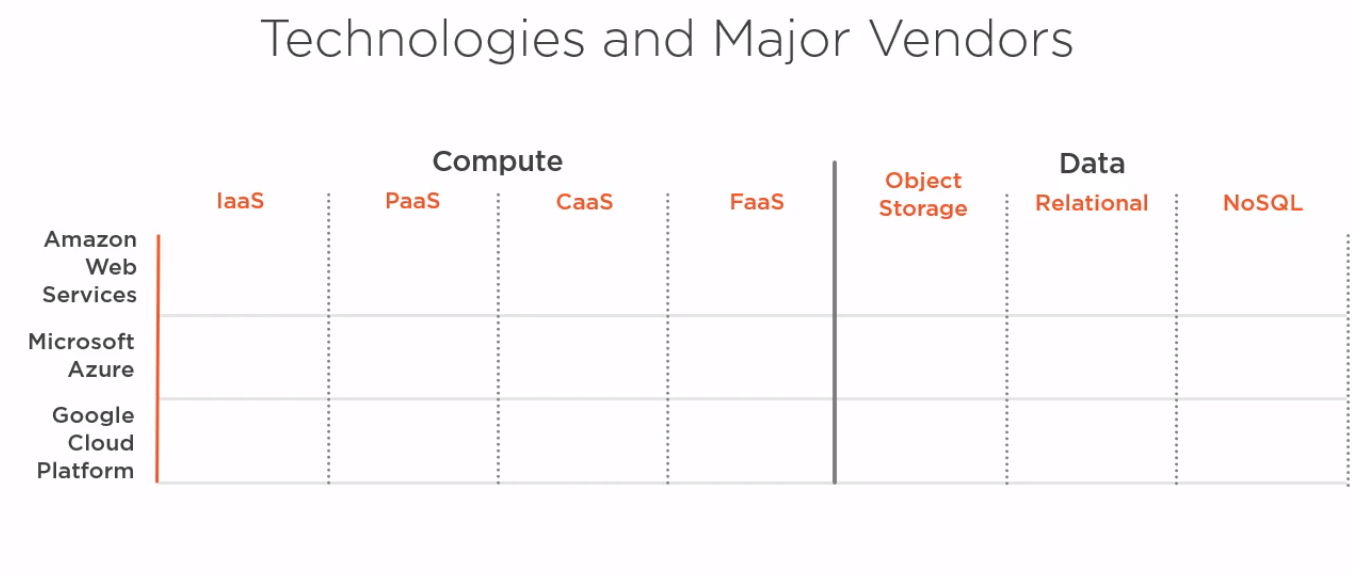 Technologies and Major Vendors
Compute
Data
IaaS
PaaS
CaaS
FaaS
Object
Storage
Relational
NoSQL
Amazon
Web
Services
Microsoft
Azure
Google
Cloud
Platform